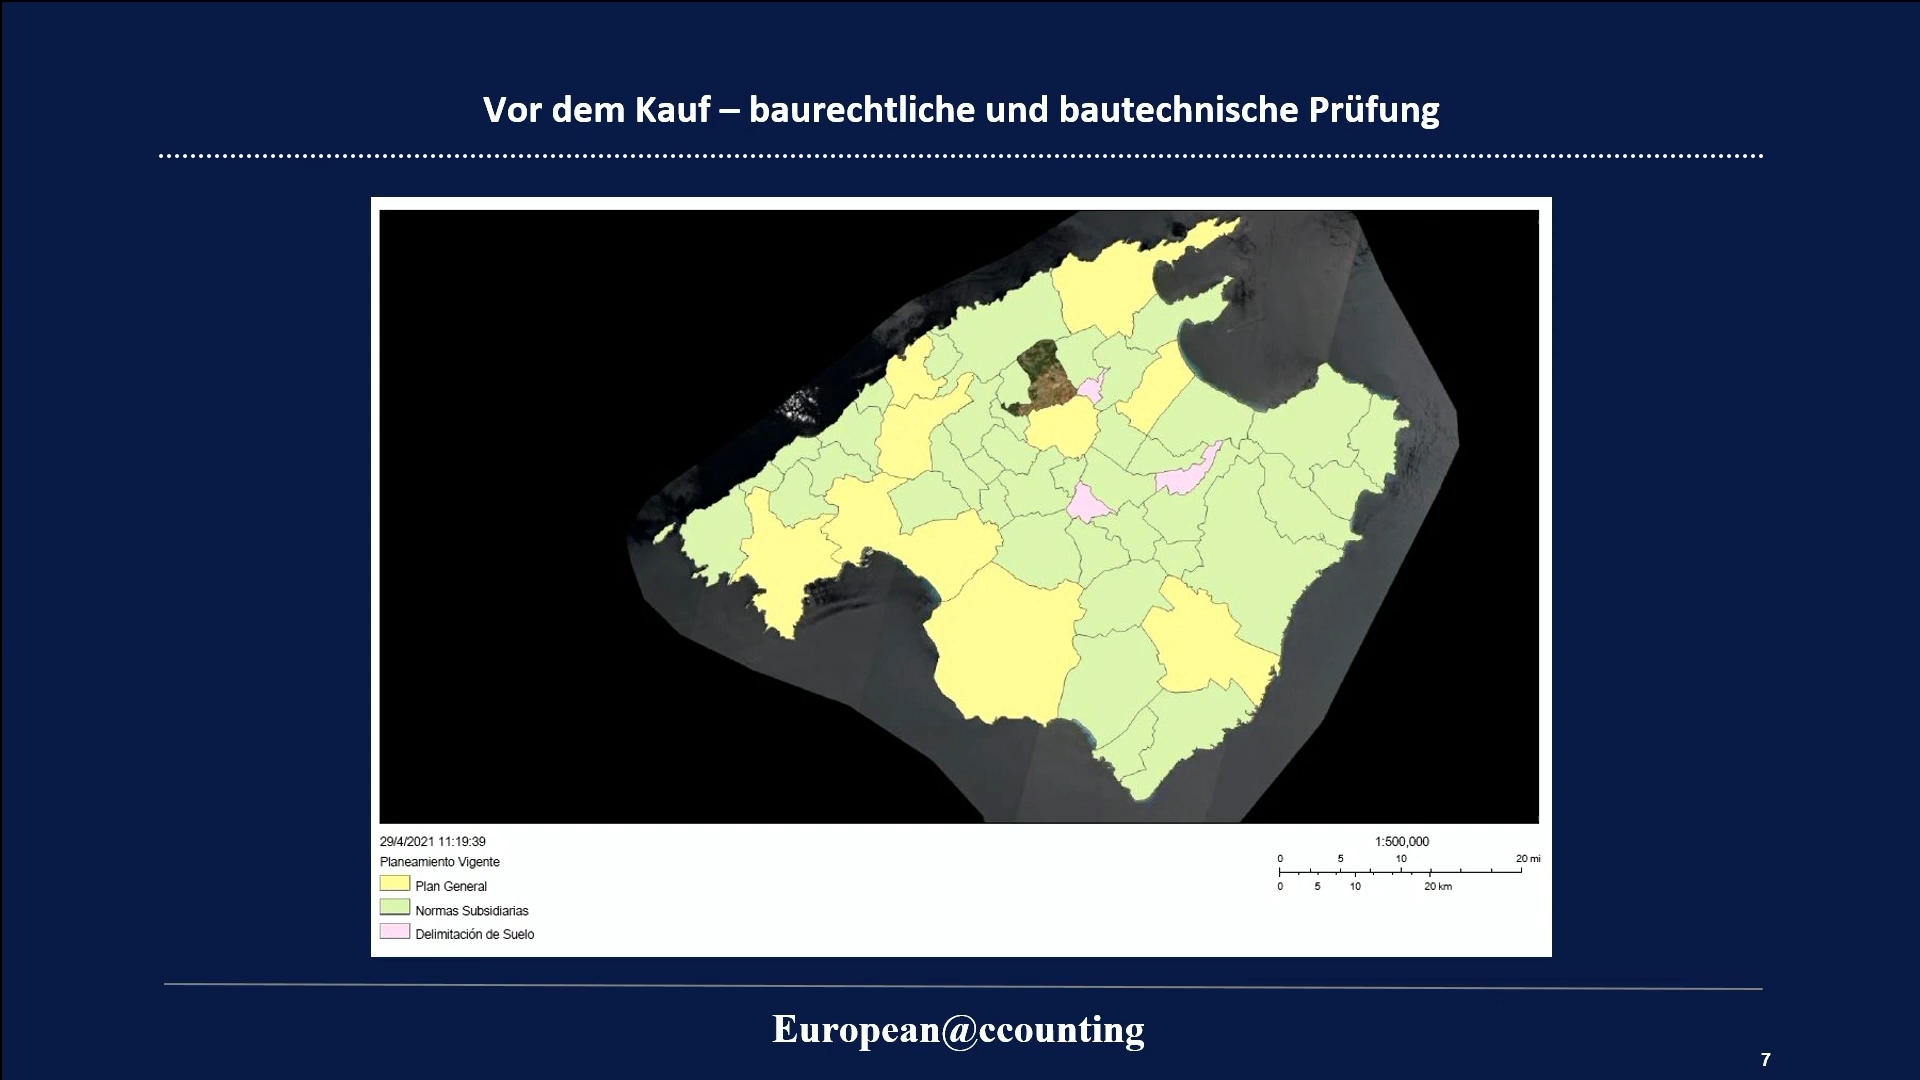 Vor dem Kauf – baurechtliche und bautechnische Prüfung
29/4/2021 11:19:39
Planeamiento Vigente
Plan General
Normas Subsidiarias
Delimitación de Suelo
1:500,000
0 5 10 20 mi
0 5 10 20 km
European@ccounting
7